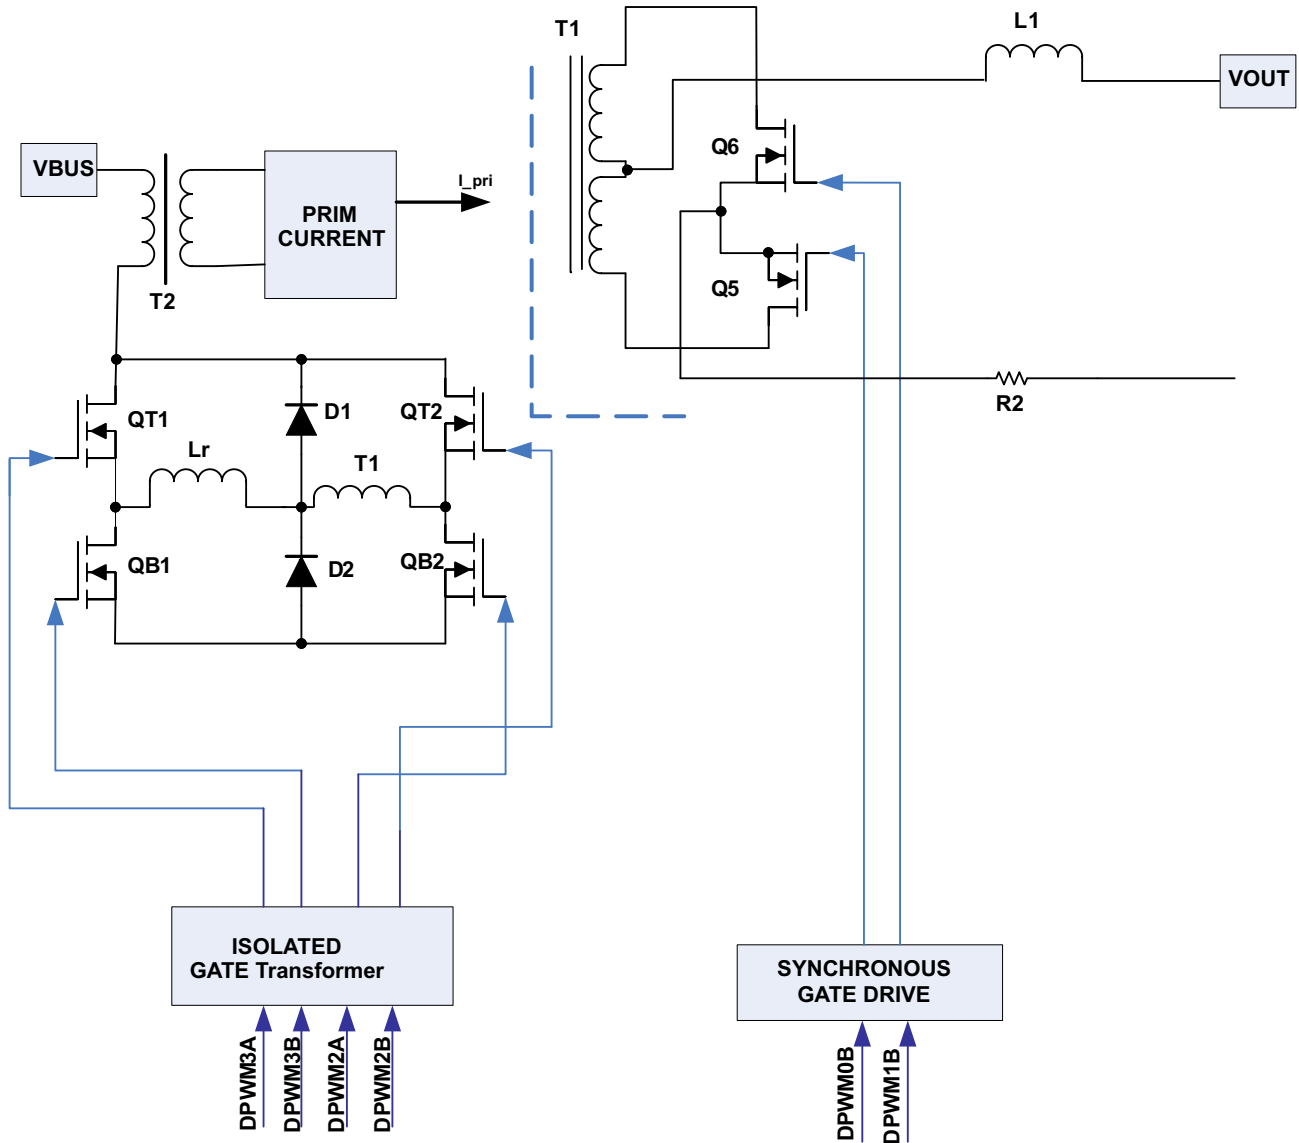 T1
L1
VOUT
Q6
VBUS
I_pri
PRIM
CURRENT
T2
Q5
R2
QT1
D1
QT2
Lr
T1
QB1
D2
QB2
ISOLATED
GATE Transformer
SYNCHRONOUS
GATE DRIVE
DPWM3A
DPWM3B
DPWM2A
DPWM2B
DPWM0B
DPWM1B